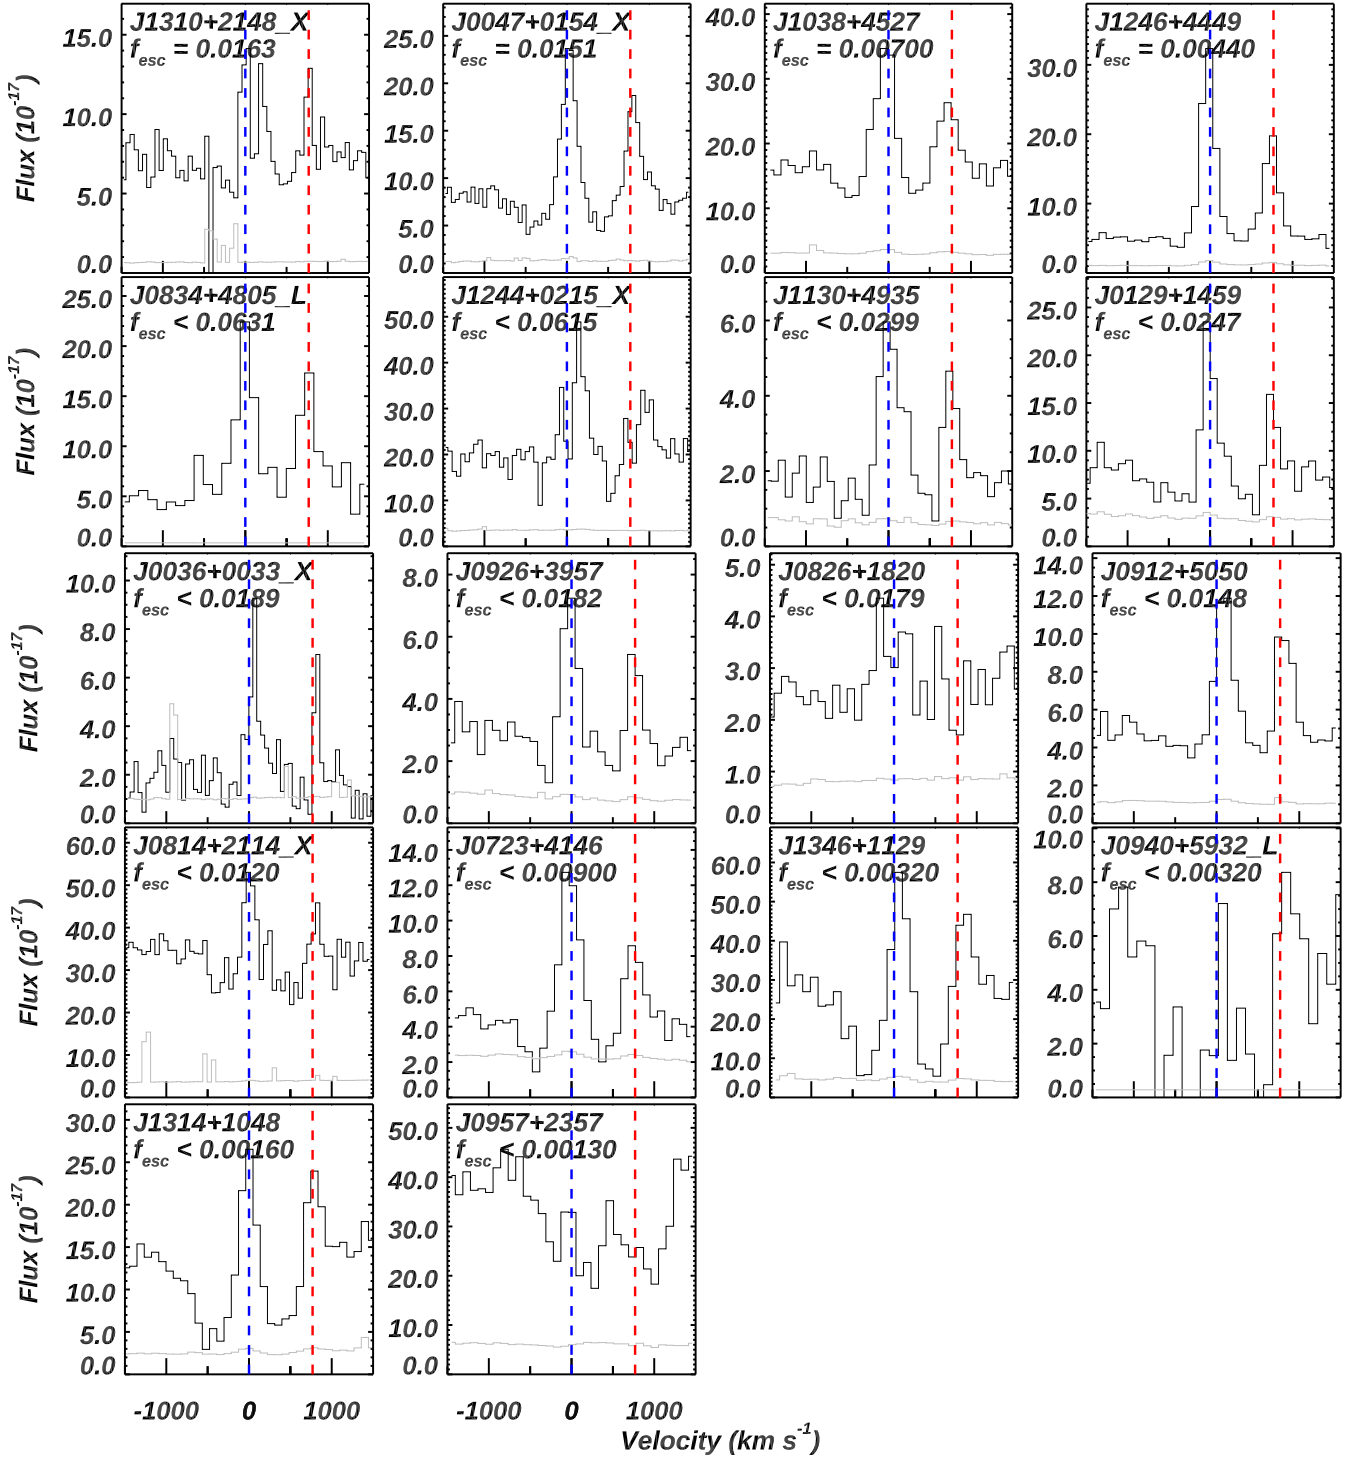 J1310+2148_X
f_esc = 0.0163
J0047+0154_X
f_esc = 0.0151
J1038+4527
f_esc = 0.00700
J1246+4449
f_esc = 0.00440
Flux (10^-17)
15.0
10.0
5.0
0.0
25.0
20.0
15.0
10.0
5.0
0.0
40.0
30.0
20.0
10.0
0.0
30.0
20.0
10.0
0.0
J0834+4805_L
f_esc < 0.0631
J1244+0215_X
f_esc < 0.0615
J1130+4935
f_esc < 0.0299
J0129+1459
f_esc < 0.0247
Flux (10^-17)
25.0
20.0
15.0
10.0
5.0
0.0
50.0
40.0
30.0
20.0
10.0
0.0
6.0
4.0
2.0
0.0
25.0
20.0
15.0
10.0
5.0
0.0
J0036+0033_X
f_esc < 0.0189
J0926+3957
f_esc < 0.0182
J0826+1820
f_esc < 0.0179
J0912+5050
f_esc < 0.0148
Flux (10^-17)
10.0
8.0
6.0
4.0
2.0
0.0
8.0
6.0
4.0
2.0
0.0
5.0
4.0
3.0
2.0
1.0
0.0
14.0
12.0
10.0
8.0
6.0
4.0
2.0
0.0
J0814+2114_X
f_esc < 0.0120
J0723+4146
f_esc < 0.00900
J1346+1129
f_esc < 0.00320
J0940+5932_L
f_esc < 0.00320
Flux (10^-17)
60.0
50.0
40.0
30.0
20.0
10.0
0.0
14.0
12.0
10.0
8.0
6.0
4.0
2.0
0.0
60.0
50.0
40.0
30.0
20.0
10.0
0.0
10.0
8.0
6.0
4.0
2.0
0.0
J1314+1048
f_esc < 0.00160
J0957+2357
f_esc < 0.00130
Flux (10^-17)
30.0
25.0
20.0
15.0
10.0
5.0
0.0
50.0
40.0
30.0
20.0
10.0
0.0
-1000 0 1000
-1000 0 1000
Velocity (km s^-1)